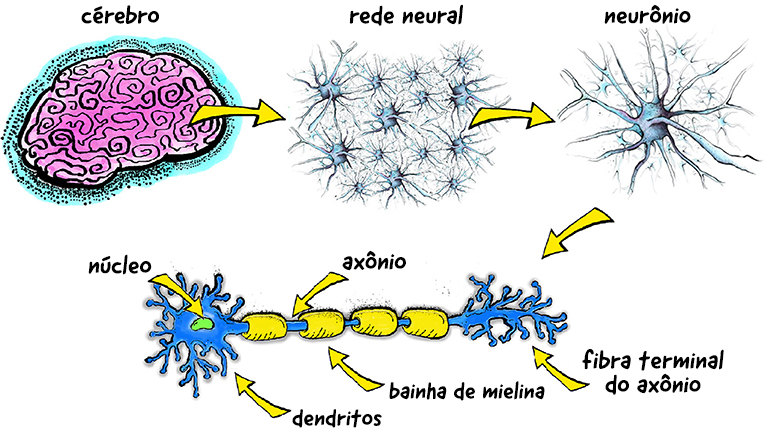 cérebro
rede neural
neurônio
núcleo
axônio
fibra terminal
do axônio
bainha de mielina
dendritos